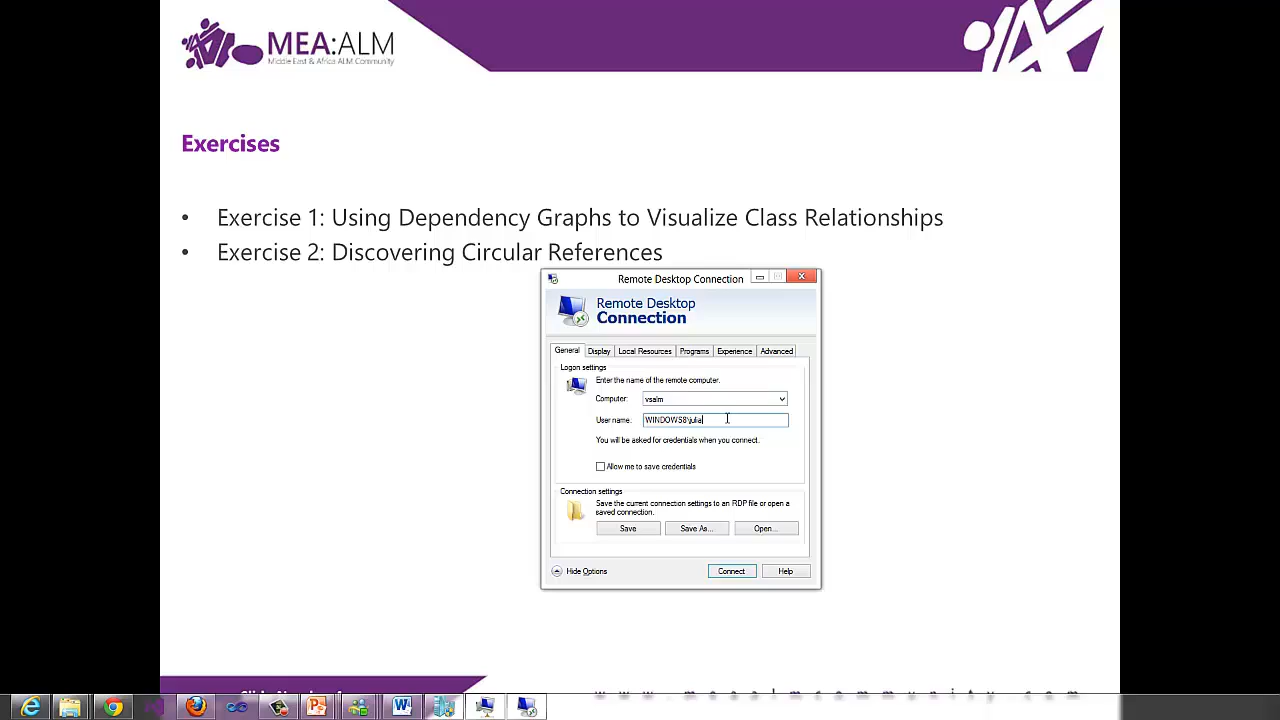 MEA:ALM
Middle East & Africa ALM Community
Exercises
• Exercise 1: Using Dependency Graphs to Visualize Class Relationships
• Exercise 2: Discovering Circular References
Remote Desktop Connection
Remote Desktop
Connection
General Display Local Resources Programs Experience Advanced
Logon settings
Enter the name of the remote computer.
Computer: vsalm
User name: WINDOWS8\julia
You will be asked for credentials when you connect.
Allow me to save credentials
Connection settings
Save the current connection settings to an RDP file or open a
saved connection.
Save Save As... Open...
Hide Options Connect Help